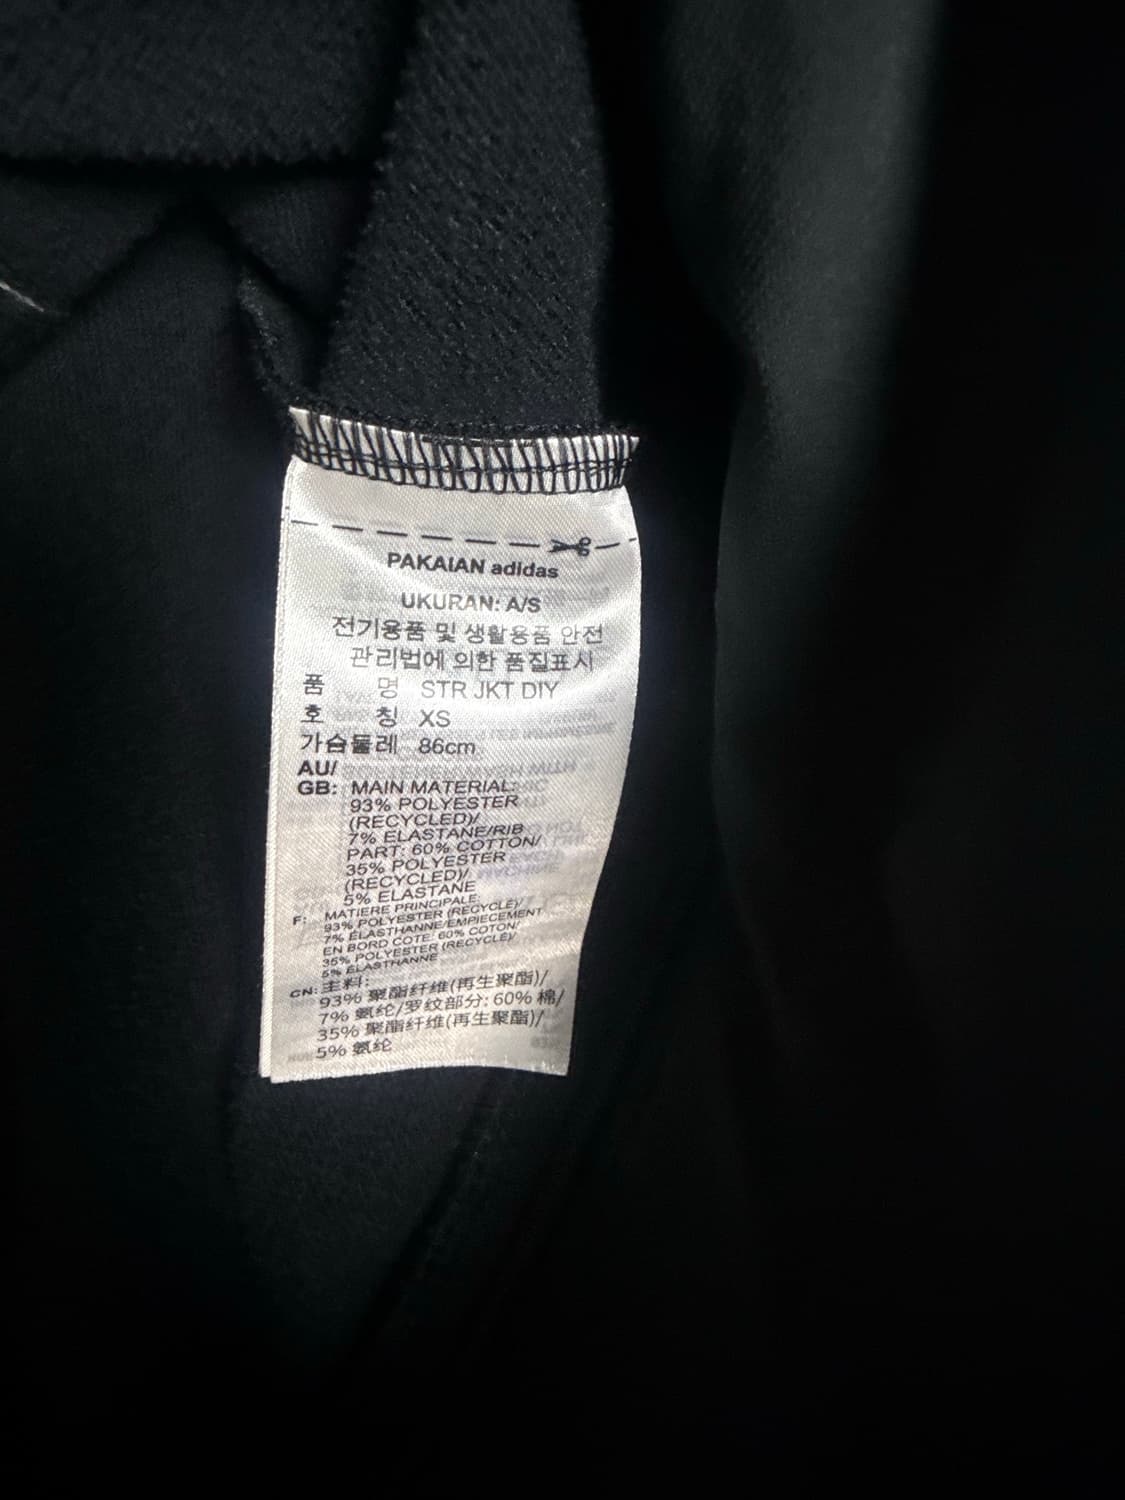 PAKAIAN adidas
UKURAN: A/S
전기용품 및 생활용품 안전
관리법에 의한 품질표시
품 명 STR JKT DIY
호 칭 XS
가슴둘레 86cm
AU/
GB: MAIN MATERIAL:
93% POLYESTER
(RECYCLED)/
7% ELASTANE/RIB
PART: 60% COTTON/
35% POLYESTER
(RECYCLED)/
5% ELASTANE
F: MATIERE PRINCIPALE:
93% POLYESTER (RECYCLÉ)/
7% ÉLASTHANNE/EMPIECEMENT
EN BORD COTE: 60% COTON/
35% POLYESTER (RECYCLÉ)/
5% ÉLASTHANNE
CN: 主料:
93% 聚酯纤维(再生聚酯)/
7% 氨纶/罗纹部分: 60% 棉/
35% 聚酯纤维(再生聚酯)/
5% 氨纶